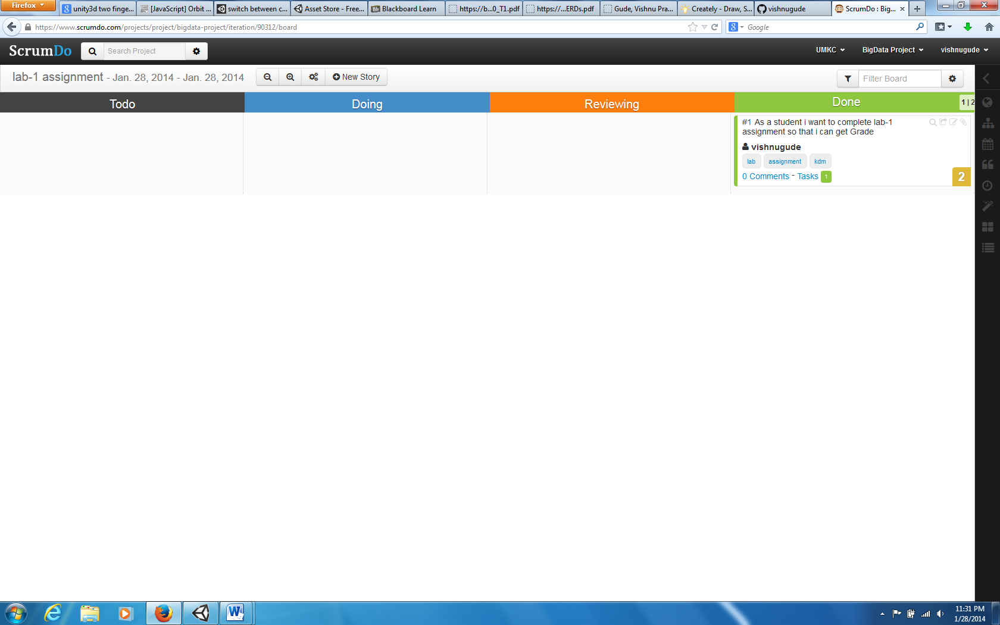 Firefox
unity3d two finge...
[JavaScript] Orbit ...
switch between c...
Asset Store - Free...
Bb Blackboard Learn
https://b...0_T1.pdf
https://...ERDs.pdf
Gude, Vishnu Pra...
Creately - Draw, S...
vishnugude
ScrumDo : Big...
https://www.scrumdo.com/projects/project/bigdata-project/iteration/90312/board
8 Google
ScrumDo
Search Project
UMKC
BigData Project
vishnugude
lab-1 assignment - Jan. 28, 2014 - Jan. 28, 2014
New Story
Filter Board
Todo
Doing
Reviewing
Done
1 | 2
#1 As a student i want to complete lab-1
assignment so that i can get Grade
vishnugude
lab assignment kdm
0 Comments - Tasks 1
2
11:31 PM
1/28/2014